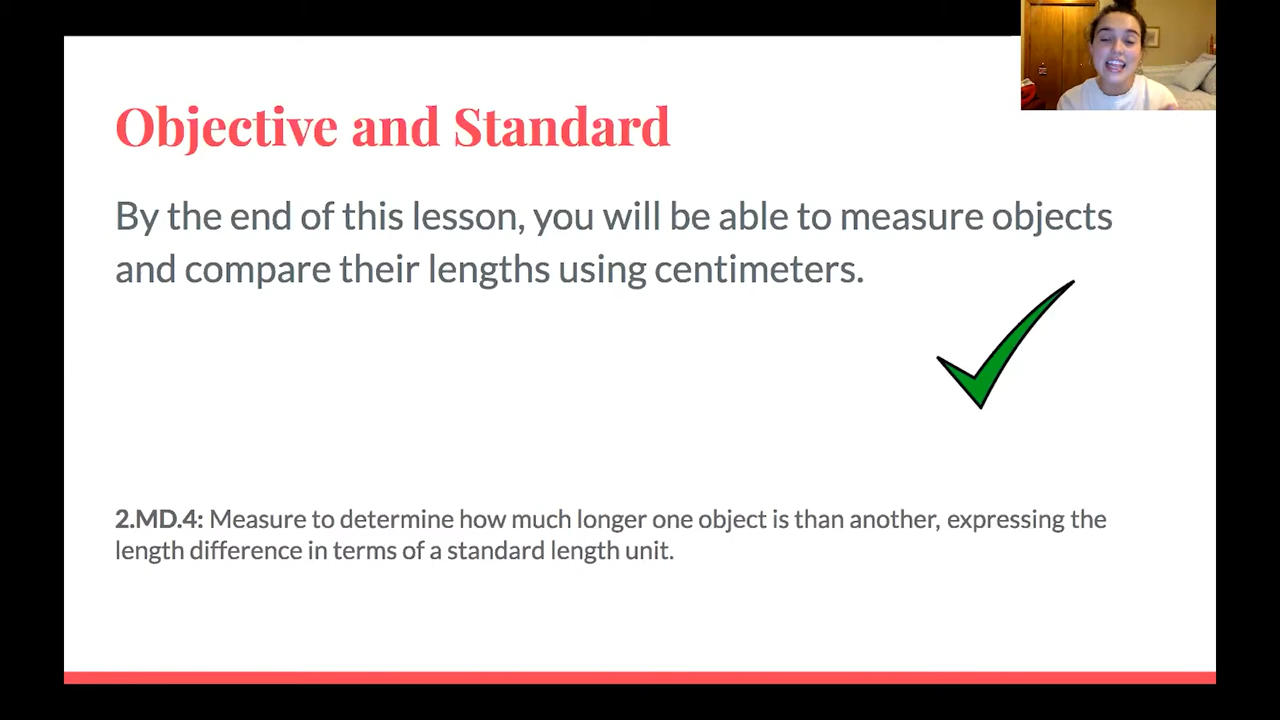 Objective and Standard
By the end of this lesson, you will be able to measure objects
and compare their lengths using centimeters.
2.MD.4: Measure to determine how much longer one object is than another, expressing the
length difference in terms of a standard length unit.